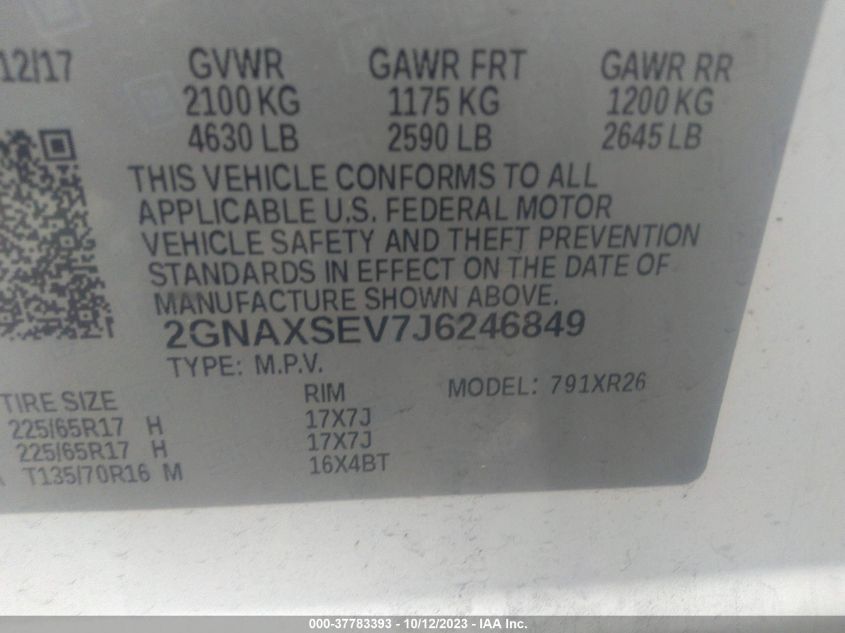 12/17 GVWR GAWR FRT GAWR RR
2100 KG 1175 KG 1200 KG
4630 LB 2590 LB 2645 LB
THIS VEHICLE CONFORMS TO ALL
APPLICABLE U.S. FEDERAL MOTOR
VEHICLE SAFETY AND THEFT PREVENTION
STANDARDS IN EFFECT ON THE DATE OF
MANUFACTURE SHOWN ABOVE.
2GNAXSEV7J6246849
TYPE: M.P.V.
MODEL: 791XR26
TIRE SIZE RIM
225/65R17 H 17X7J
225/65R17 H 17X7J
T135/70R16 M 16X4BT
000-37783393 - 10/12/2023 - IAA Inc.